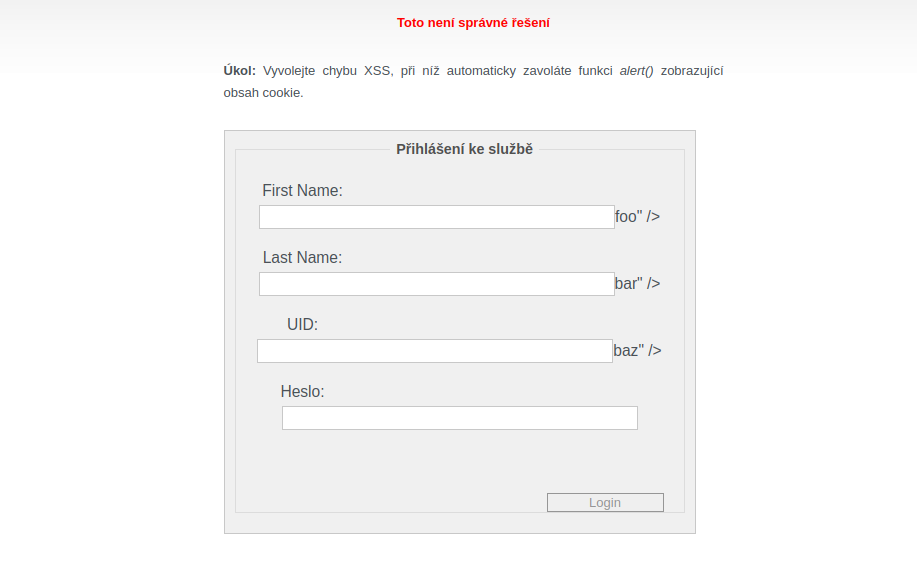 Toto není správné řešení
Úkol: Vyvolejte chybu XSS, při níž automaticky zavoláte funkci alert() zobrazující
obsah cookie.
Přihlášení ke službě
First Name:
foo" />
Last Name:
bar" />
UID:
baz" />
Heslo:
Login